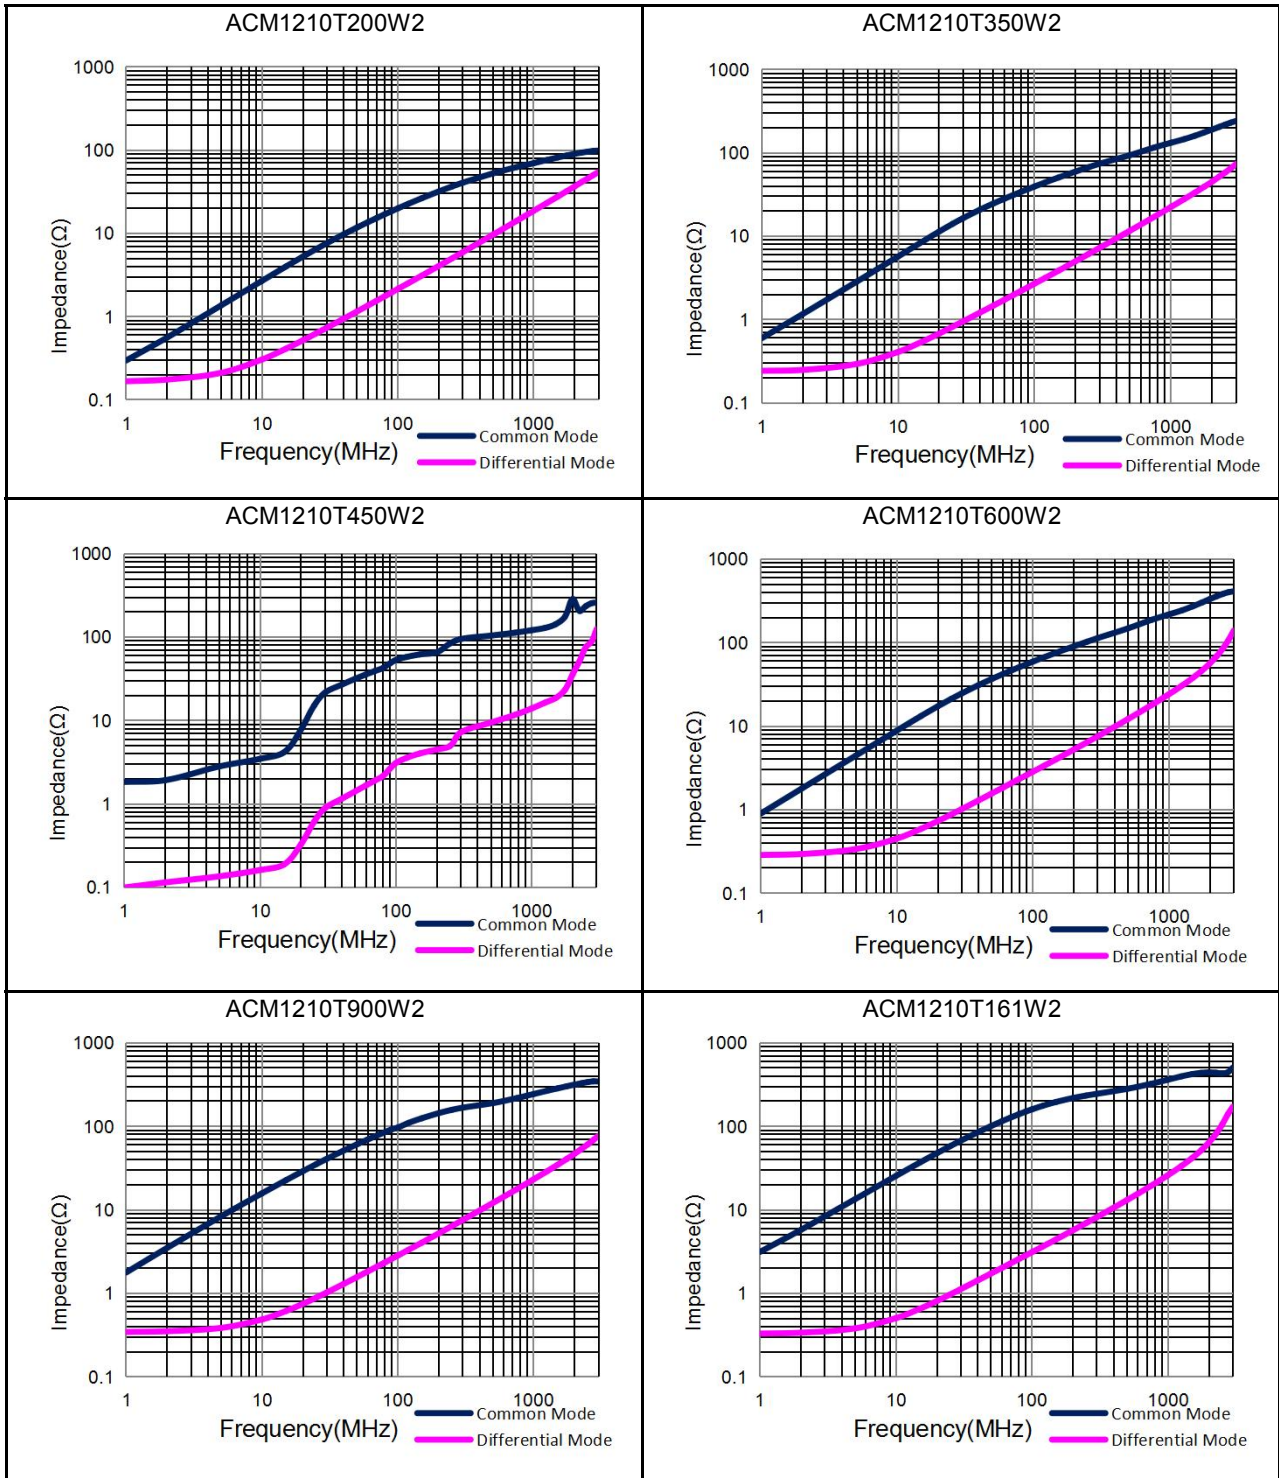 ACM1210T200W2
1000
100
10
1
0.1
Impedance(Ω)
1 10 100 1000
Frequency(MHz)
Common Mode
Differential Mode
ACM1210T350W2
1000
100
10
1
0.1
Impedance(Ω)
1 10 100 1000
Frequency(MHz)
Common Mode
Differential Mode
ACM1210T450W2
1000
100
10
1
0.1
Impedance(Ω)
1 10 100 1000
Frequency(MHz)
Common Mode
Differential Mode
ACM1210T600W2
1000
100
10
1
0.1
Impedance(Ω)
1 10 100 1000
Frequency(MHz)
Common Mode
Differential Mode
ACM1210T900W2
1000
100
10
1
0.1
Impedance(Ω)
1 10 100 1000
Frequency(MHz)
Common Mode
Differential Mode
ACM1210T161W2
1000
100
10
1
0.1
Impedance(Ω)
1 10 100 1000
Frequency(MHz)
Common Mode
Differential Mode